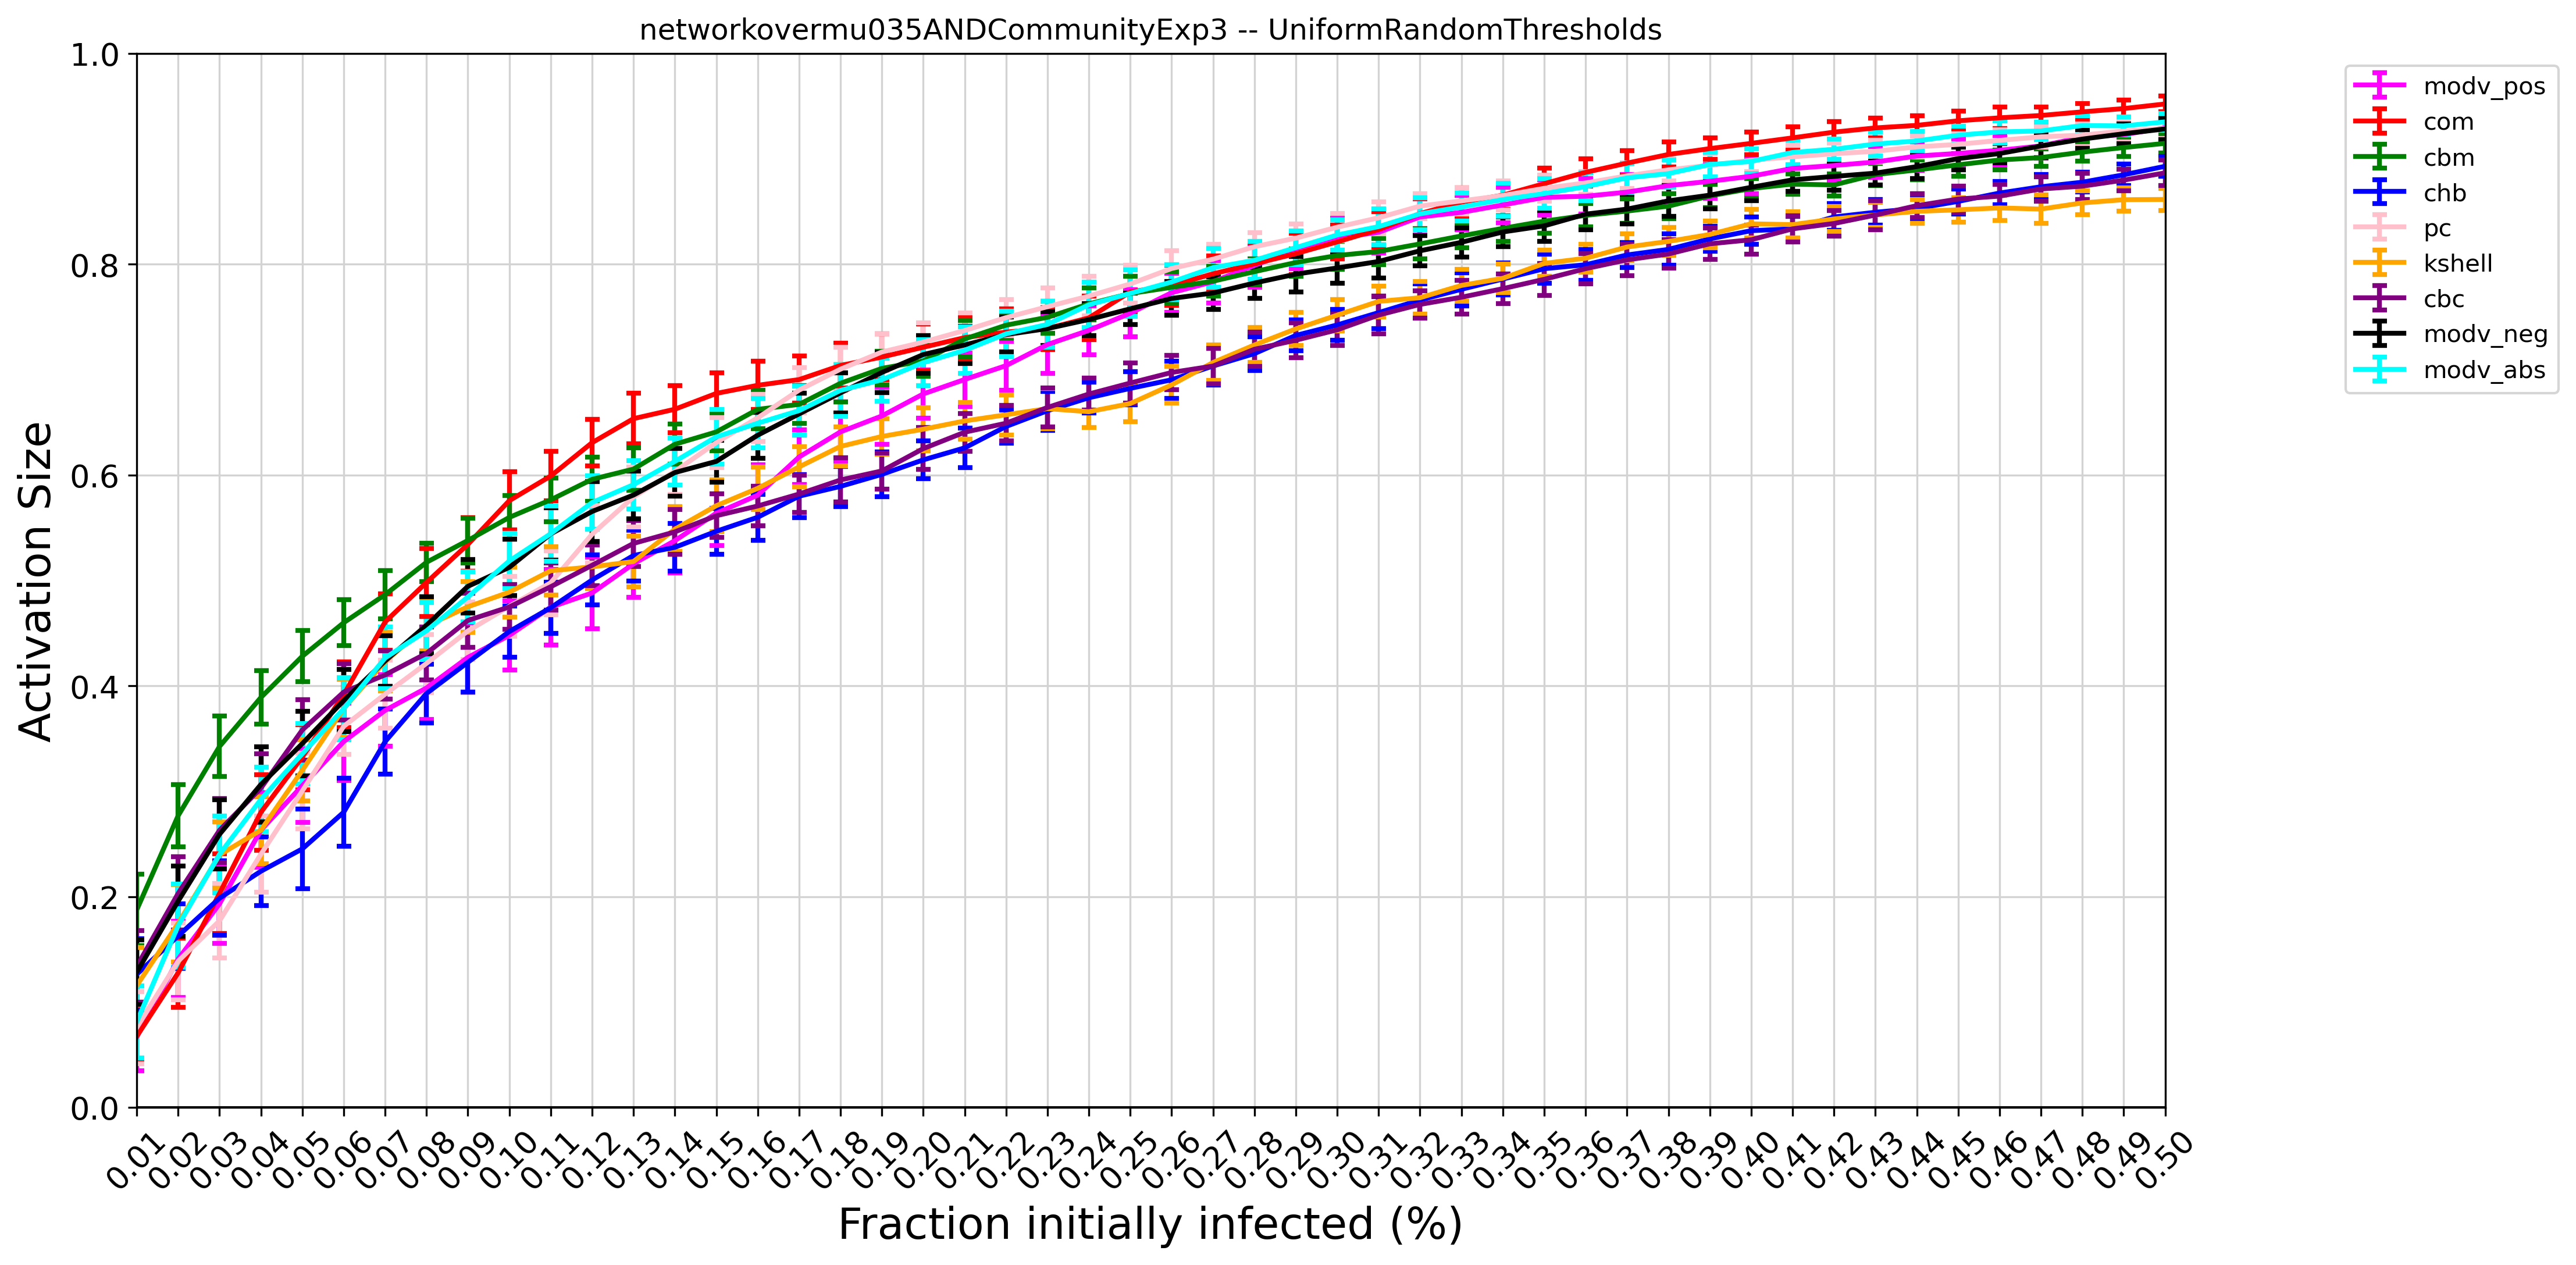 networkovermu035ANDCommunityExp3 -- UniformRandomThresholds
1.0
0.8
0.6
0.4
0.2
0.0
Activation Size
0.01 0.02 0.03 0.04 0.05 0.06 0.07 0.08 0.09 0.10 0.11 0.12 0.13 0.14 0.15 0.16 0.17 0.18 0.19 0.20 0.21 0.22 0.23 0.24 0.25 0.26 0.27 0.28 0.29 0.30 0.31 0.32 0.33 0.34 0.35 0.36 0.37 0.38 0.39 0.40 0.41 0.42 0.43 0.44 0.45 0.46 0.47 0.48 0.49 0.50
Fraction initially infected (%)
modv_pos
com
cbm
chb
pc
kshell
cbc
modv_neg
modv_abs